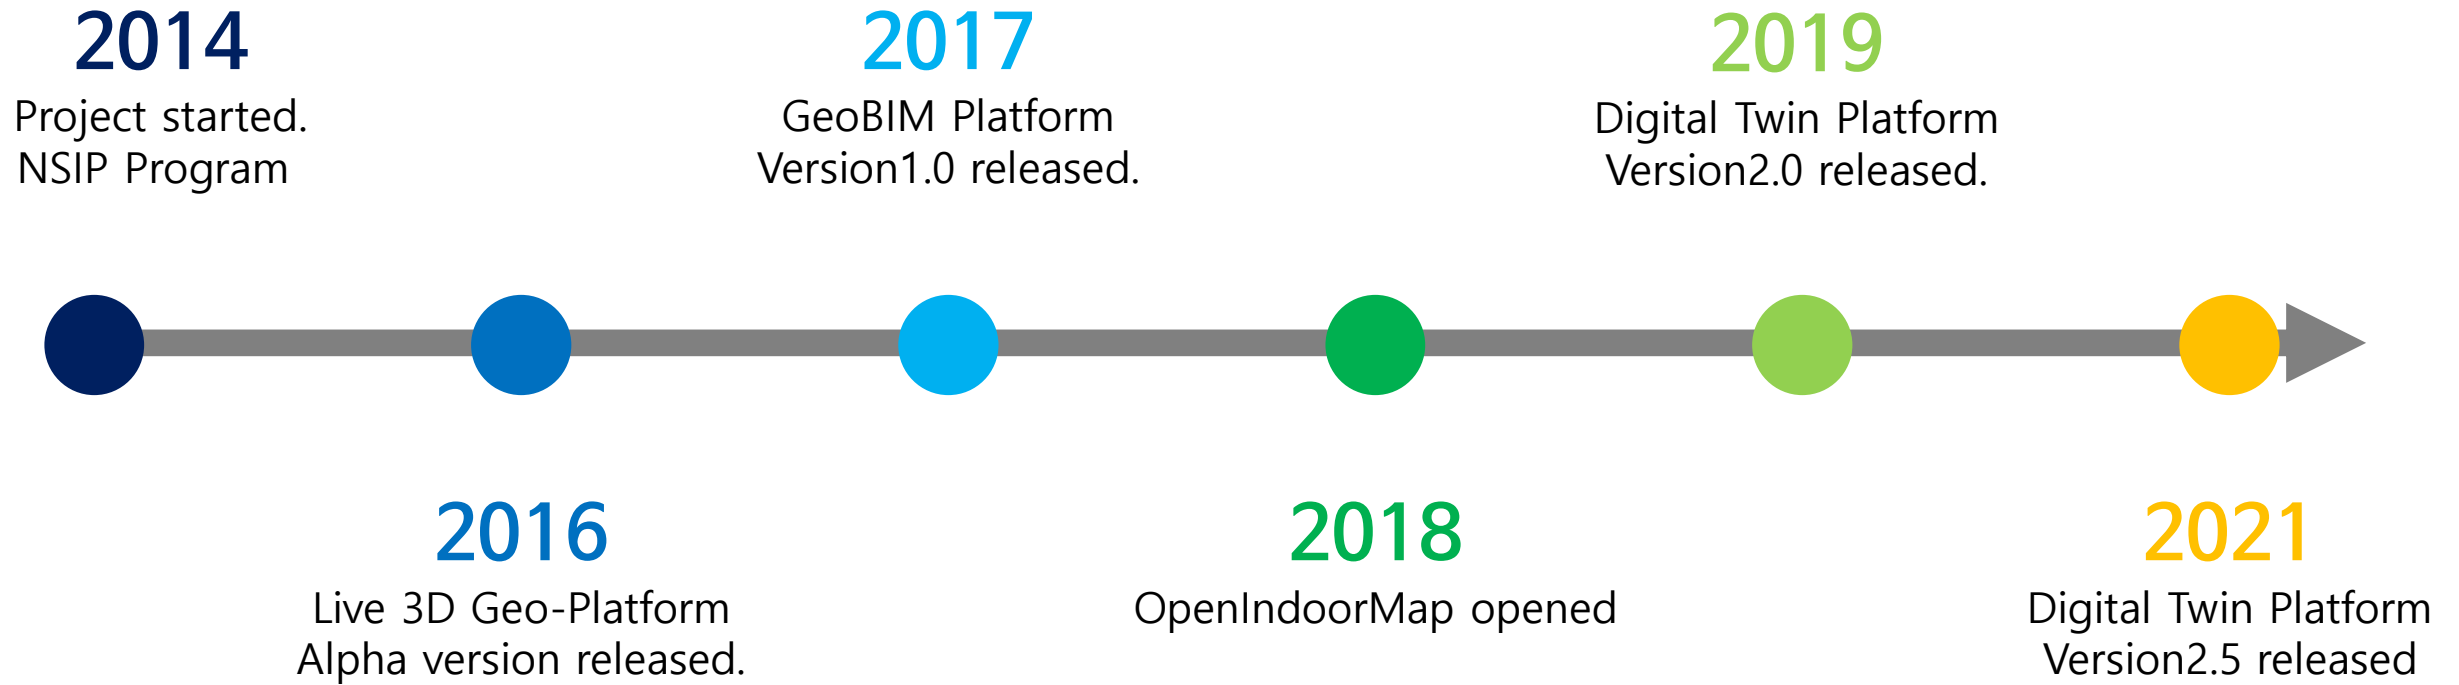 2014
Project started.
NSIP Program
2016
Live 3D Geo-Platform
Alpha version released.
2017
GeoBIM Platform
Version1.0 released.
2018
OpenIndoorMap opened
2019
Digital Twin Platform
Version2.0 released.
2021
Digital Twin Platform
Version2.5 released